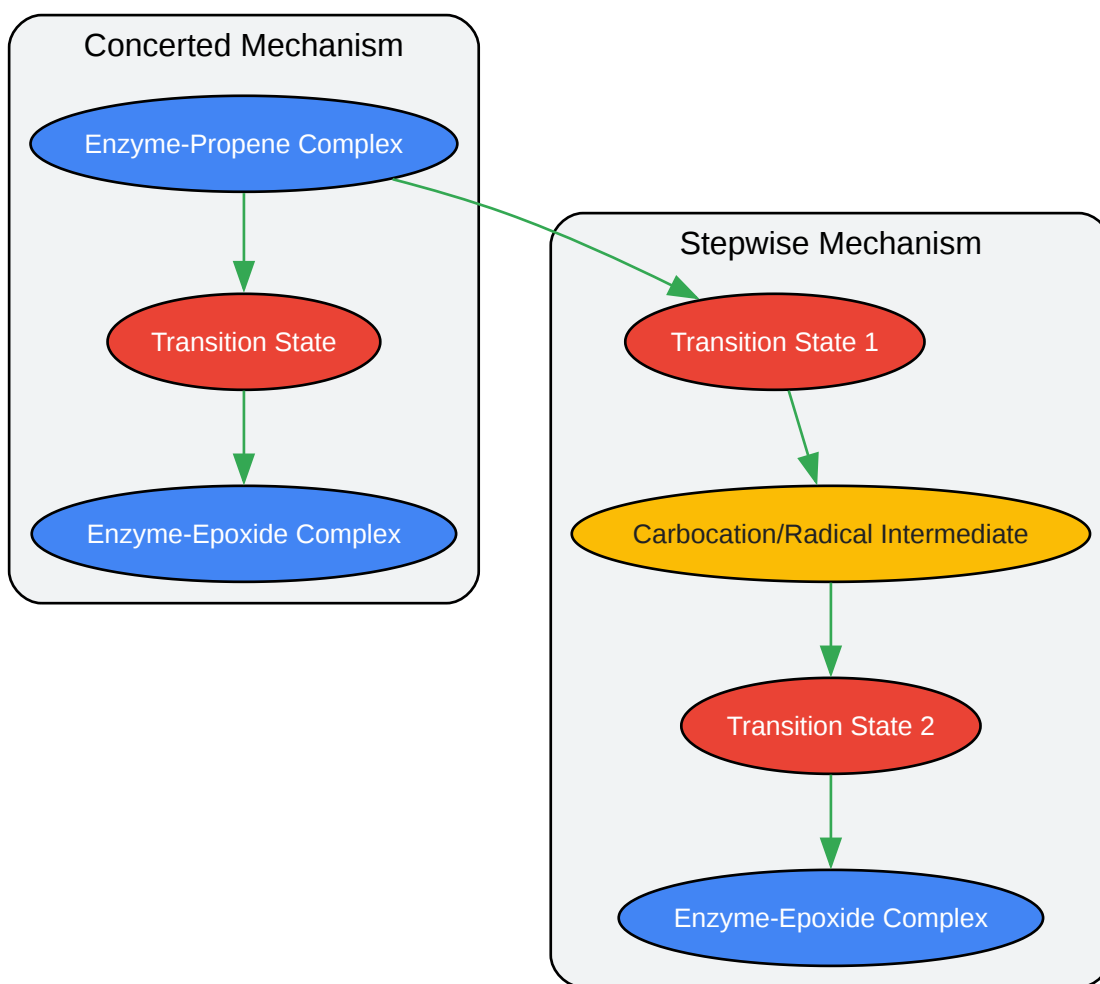 Concerted Mechanism
Enzyme-Propene Complex
Transition State
Enzyme-Epoxide Complex
Stepwise Mechanism
Transition State 1
Carbocation/Radical Intermediate
Transition State 2
Enzyme-Epoxide Complex